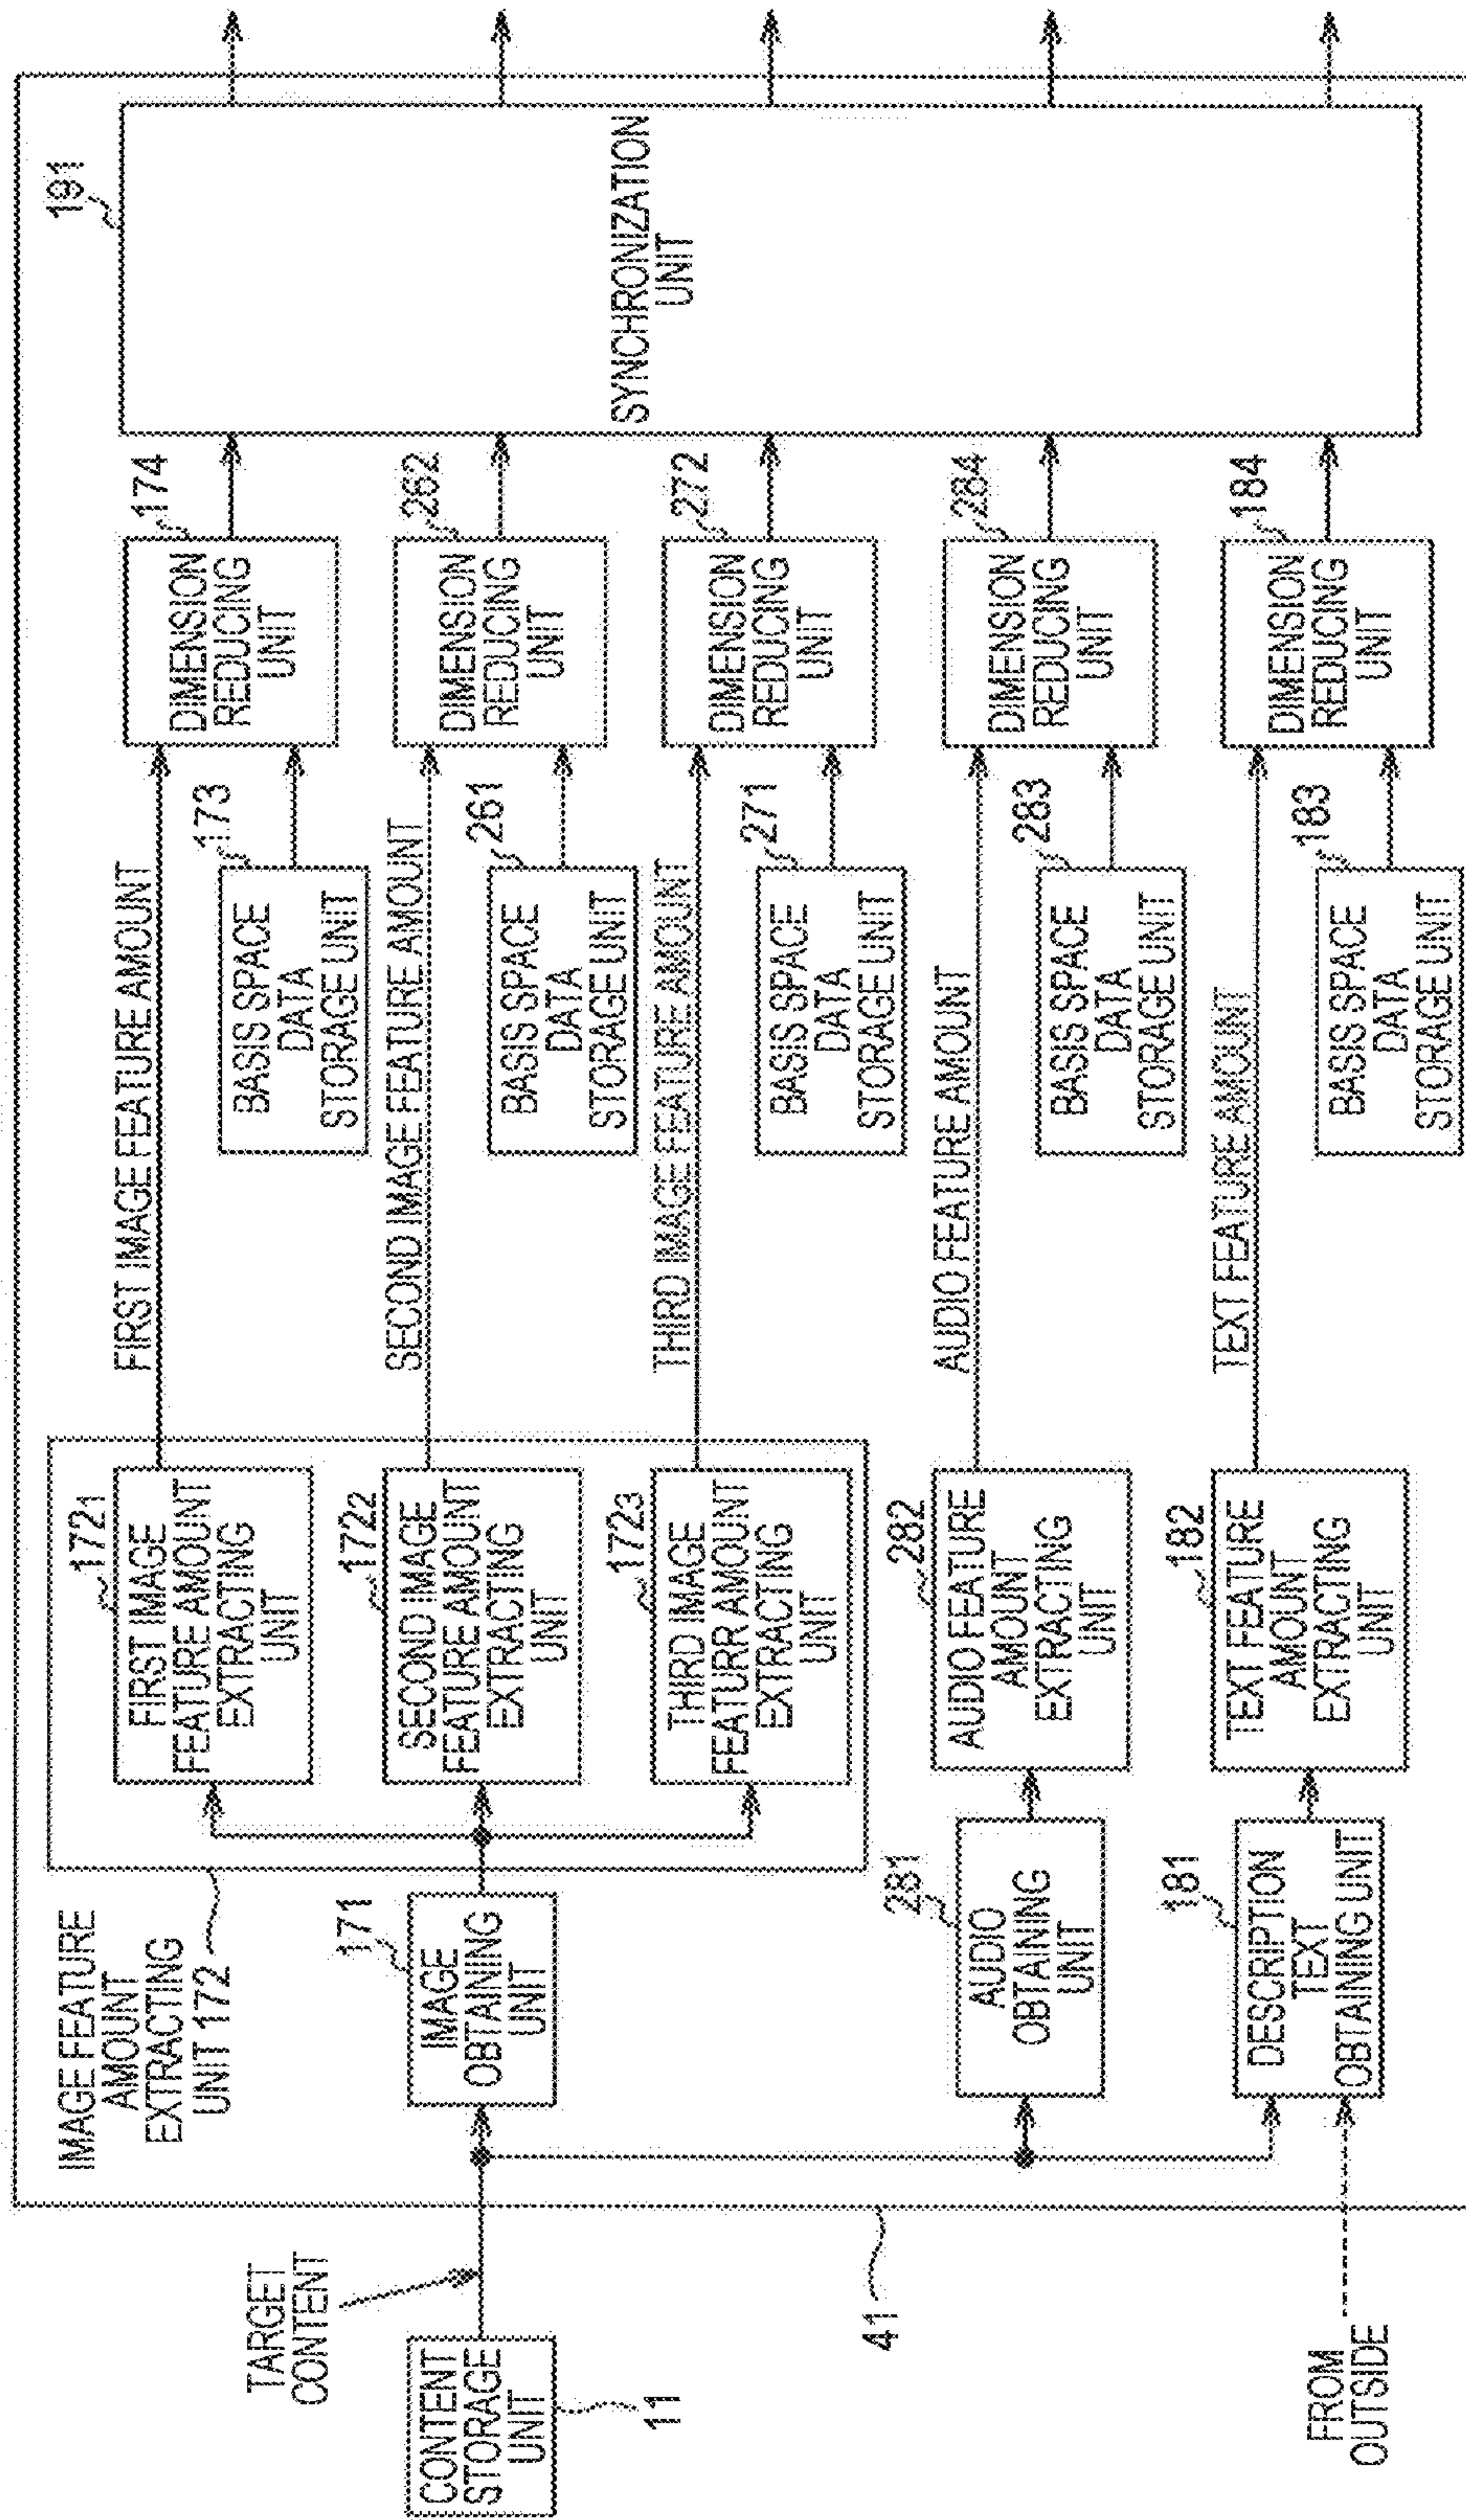 TARGET
CONTENT
CONTENT
STORAGE
UNIT
11
41
FROM
OUTSIDE
IMAGE FEATURE
AMOUNT
EXTRACTING
UNIT 172
171
IMAGE
OBTAINING
UNIT
281
AUDIO
OBTAINING
UNIT
181
DESCRIPTION
TEXT
OBTAINING UNIT
1721
FIRST IMAGE
FEATURE AMOUNT
EXTRACTING
UNIT
1722
SECOND IMAGE
FEATURE AMOUNT
EXTRACTING
UNIT
1723
THIRD IMAGE
FEATURR AMOUNT
EXTRACTING
UNIT
282
AUDIO FEATURE
AMOUNT
EXTRACTING
UNIT
182
TEXT FEATURE
AMOUNT
EXTRACTING
UNIT
FIRST IMAGE FEATURE AMOUNT
SECOND IMAGE FEATURE AMOUNT
THIRD IMAGE FEATURE AMOUNT
AUDIO FEATURE AMOUNT
TEXT FEATURE AMOUNT
173
BASIS SPACE
DATA
STORAGE UNIT
261
BASIS SPACE
DATA
STORAGE UNIT
271
BASIS SPACE
DATA
STORAGE UNIT
283
BASIS SPACE
DATA
STORAGE UNIT
183
BASIS SPACE
DATA
STORAGE UNIT
174
DIMENSION
REDUCING
UNIT
262
DIMENSION
REDUCING
UNIT
272
DIMENSION
REDUCING
UNIT
284
DIMENSION
REDUCING
UNIT
184
DIMENSION
REDUCING
UNIT
191
SYNCHRONIZATION
UNIT